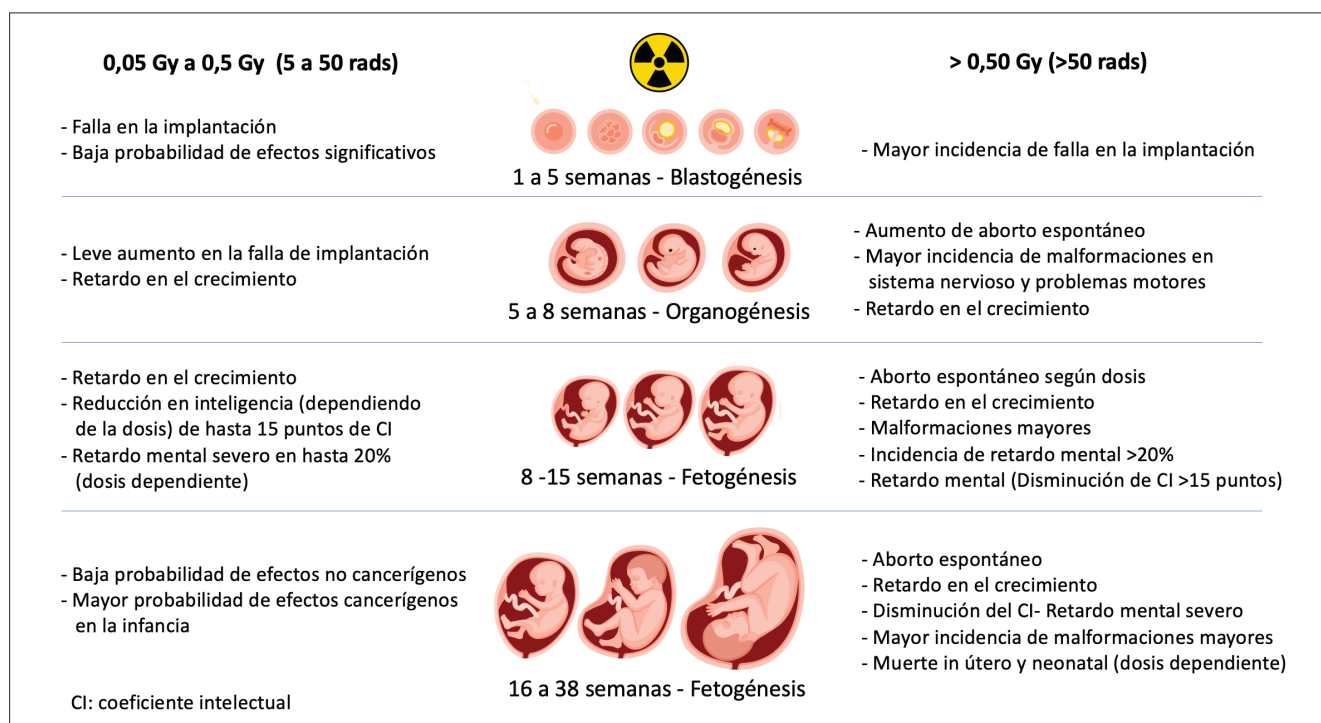 0,05 Gy a 0,5 Gy (5 a 50 rads)
> 0,50 Gy (>50 rads)
- Falla en la implantación
- Baja probabilidad de efectos significativos
1 a 5 semanas - Blastogénesis
- Mayor incidencia de falla en la implantación
- Leve aumento en la falla de implantación
- Retardo en el crecimiento
5 a 8 semanas - Organogénesis
- Aumento de aborto espontáneo
- Mayor incidencia de malformaciones en
sistema nervioso y problemas motores
- Retardo en el crecimiento
- Retardo en el crecimiento
- Reducción en inteligencia (dependiendo
de la dosis) de hasta 15 puntos de CI
- Retardo mental severo en hasta 20%
(dosis dependiente)
8 -15 semanas - Fetogénesis
- Aborto espontáneo según dosis
- Retardo en el crecimiento
- Malformaciones mayores
- Incidencia de retardo mental >20%
- Retardo mental (Disminución de CI >15 puntos)
- Baja probabilidad de efectos no cancerígenos
- Mayor probabilidad de efectos cancerígenos
en la infancia
16 a 38 semanas - Fetogénesis
- Aborto espontáneo
- Retardo en el crecimiento
- Disminución del CI- Retardo mental severo
- Mayor incidencia de malformaciones mayores
- Muerte in útero y neonatal (dosis dependiente)
CI: coeficiente intelectual